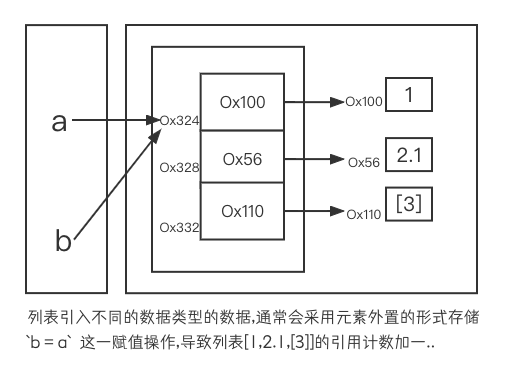 a
b
Ox324
Ox328
Ox332
Ox100
Ox56
Ox110
Ox100
Ox56
Ox110
1
2.1
[3]
列表引入不同的数据类型的数据,通常会采用元素外置的形式存储
`b = a` 这一赋值操作,导致列表[1,2.1,[3]]的引用计数加一..